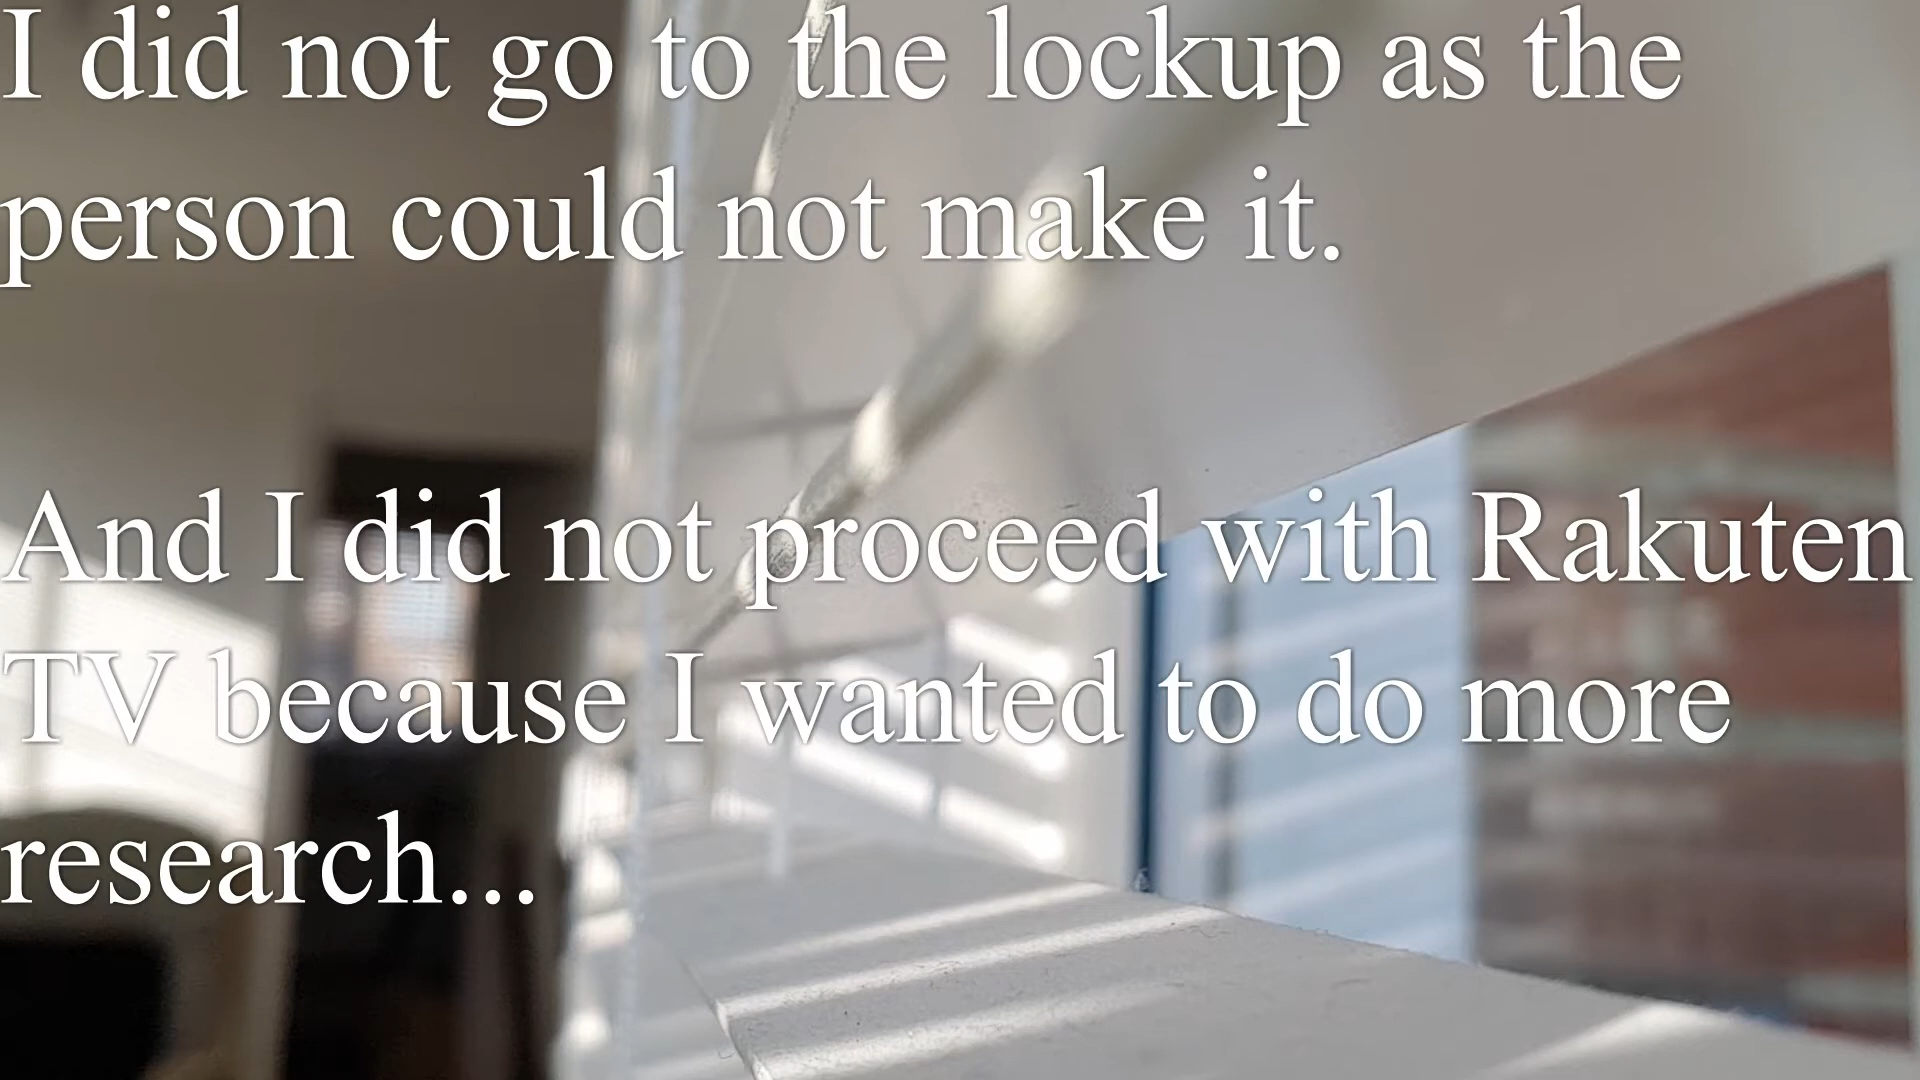 I did not go to the lockup as the
person could not make it.
And I did not proceed with Rakuten
TV because I wanted to do more
research...